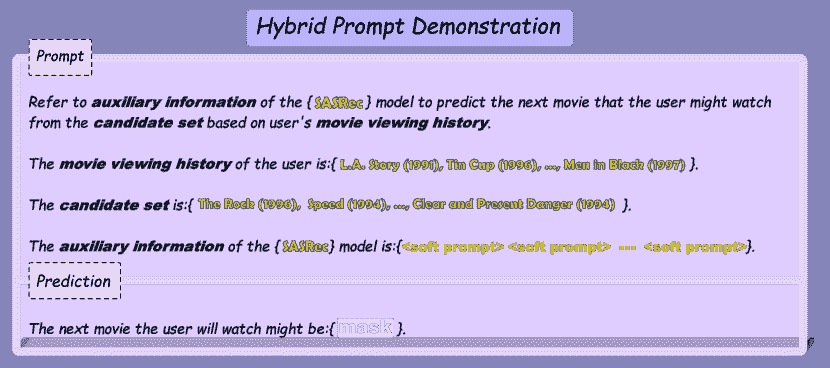 Hybrid Prompt Demonstration
Prompt
Refer to auxiliary information of the {SASRec} model to predict the next movie that the user might watch
from the candidate set based on user's movie viewing history.
The movie viewing history of the user is:{ L.A. Story (1991), Tin Cup (1996), ..., Men in Black (1997) }.
The candidate set is:{ The Rock (1996), Speed (1994), ..., Clear and Present Danger (1994) }.
The auxiliary information of the {SASRec} model is:{<soft prompt> <soft prompt> --- <soft prompt>}.
Prediction
The next movie the user will watch might be:{ mask }.